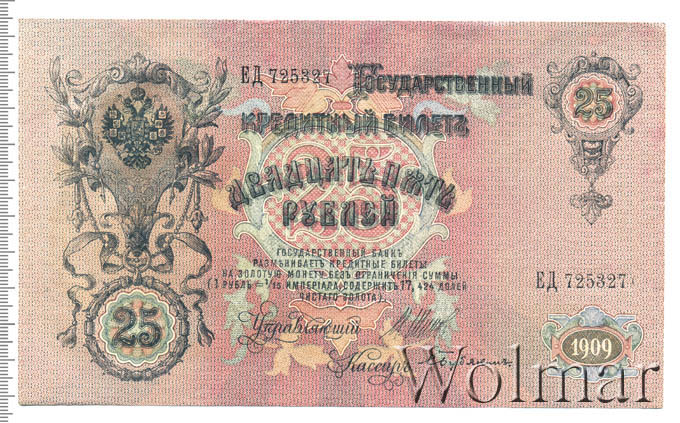 ЕД 725327
Государственный
25
Кредитный Билетъ
Двадцать пять
рублей
25
Государственный банкъ
размѣниваетъ кредитные билеты
на золотую монету безъ ограниченія суммы
(1 рубль = 1/15 имперіала, содержитъ 17,424 долей
чистаго золота).
ЕД 725327
Управляющій
25
Кассиръ
1909
Wolmar